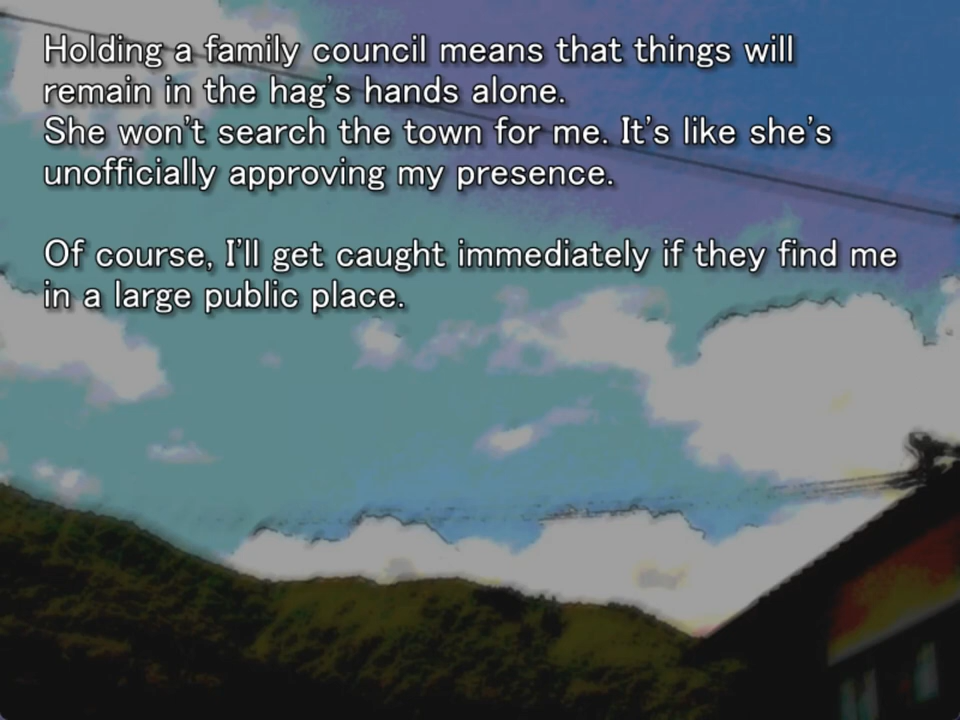 Holding a family council means that things will
remain in the hag's hands alone.
She won't search the town for me. It's like she's
unofficially approving my presence.
Of course, I'll get caught immediately if they find me
in a large public place.